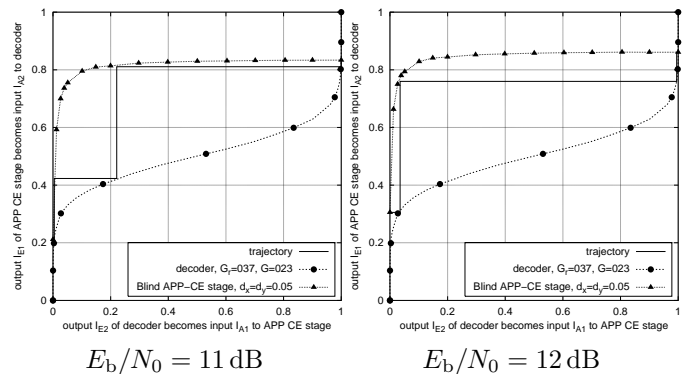 output I_E1 of APP CE stage becomes input I_A2 to decoder
1
0.8
0.6
0.4
0.2
0
0 0.2 0.4 0.6 0.8 1
trajectory
decoder, G_r=037, G=023
Blind APP−CE stage, d_x=d_y=0.05
output I_E2 of decoder becomes input I_A1 to APP CE stage
E_b/N_0 = 11 dB
output I_E1 of APP CE stage becomes input I_A2 to decoder
1
0.8
0.6
0.4
0.2
0
0 0.2 0.4 0.6 0.8 1
trajectory
decoder, G_r=037, G=023
Blind APP−CE stage, d_x=d_y=0.05
output I_E2 of decoder becomes input I_A1 to APP CE stage
E_b/N_0 = 12 dB